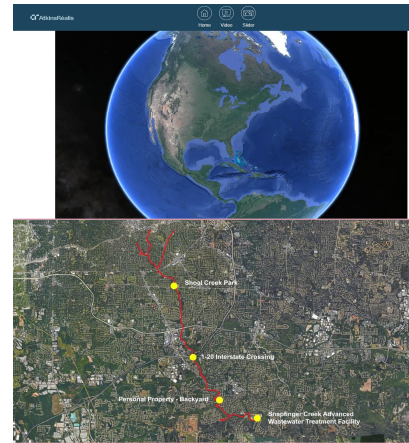 AtkinsRéalis
Home
Video
Slider
Shoal Creek Park
1-20 Interstate Crossing
Personal Property - Backyard
Snapfinger Creek Advanced
Wastewater Treatment Facility